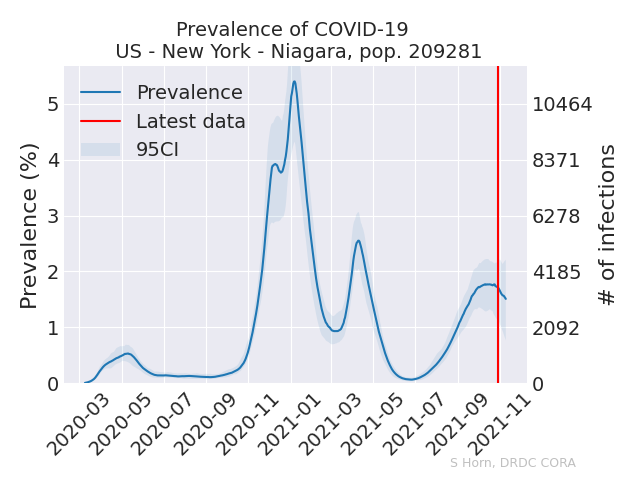 Prevalence of COVID-19
US - New York - Niagara, pop. 209281
Prevalence
Latest data
95CI
Prevalence (%)
5
4
3
2
1
0
# of infections
10464
8371
6278
4185
2092
0
2020-03
2020-05
2020-07
2020-09
2020-11
2021-01
2021-03
2021-05
2021-07
2021-09
2021-11
S Horn, DRDC CORA